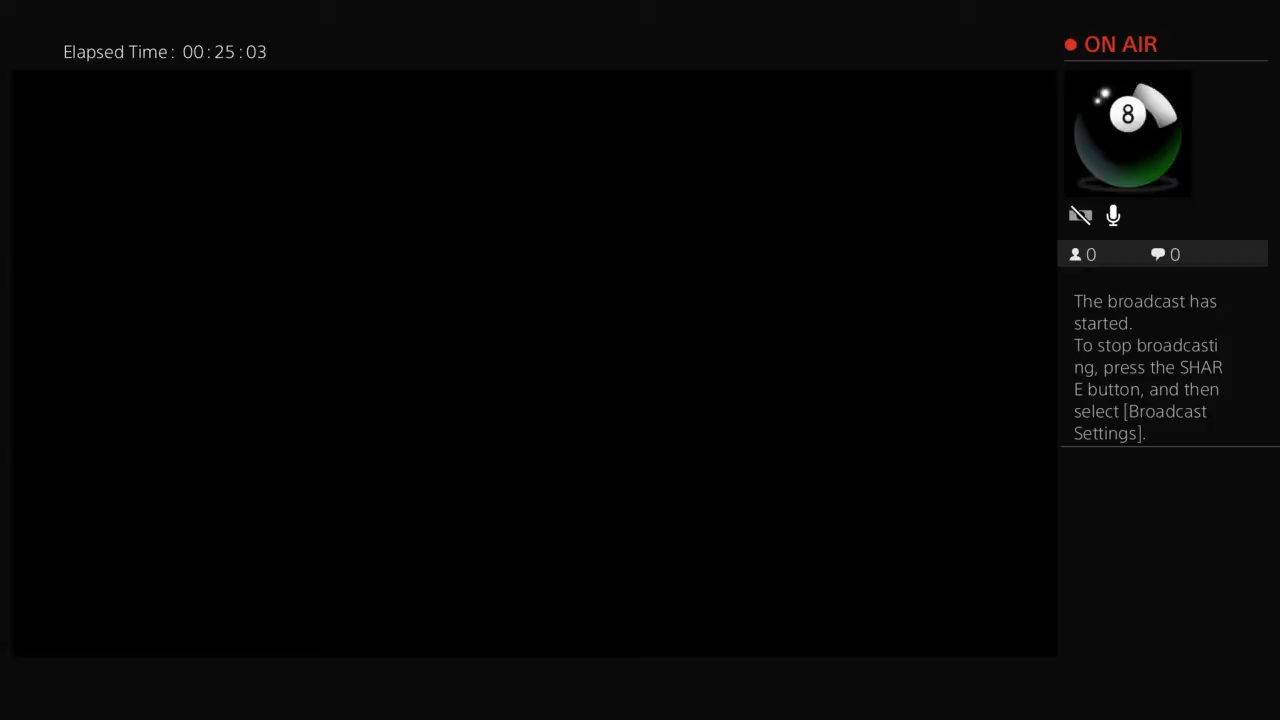 Elapsed Time: 00:25:03
ON AIR
8
0 0
The broadcast has
started.
To stop broadcasti
ng, press the SHAR
E button, and then
select [Broadcast
Settings].